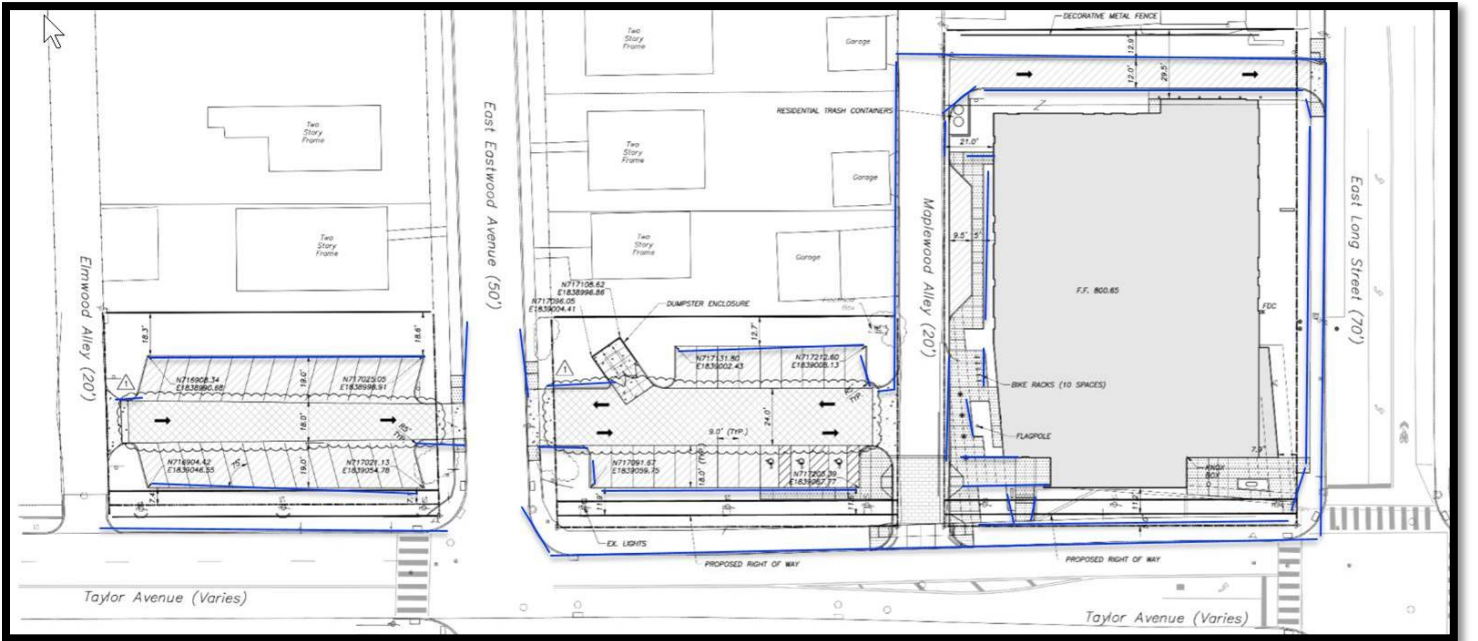 DECORATIVE METAL FENCE
Two
Story
Frame
Garage
12.9'
12.0'
29.5'
RESIDENTIAL TRASH CONTAINERS
Two
Story
Frame
Two
Story
Frame
21.0'
Garage
East Eastwood Avenue (50')
Maplewood Alley (20')
East Long Street (70')
Elmwood Alley (20')
Two
Story
Frame
Two
Story
Frame
9.5'
5'
Garage
F.F. 800.65
N717108.62
E1838996.86
N717096.05
E1839004.41
DUMPSTER ENCLOSURE
FDC
18.3'
18.6'
12.7'
N716908.34
E1838990.68
N717025.05
E1838998.91
19.0'
N717131.80
E1839002.43
N717212.60
E1839008.13
BIKE RACKS (10 SPACES)
18.0'
R5'
TYP.
24.0'
9.0' (TYP.)
FLAGPOLE
N716904.42
E1839046.55
75°
N717021.13
E1839054.78
19.0'
N717091.67
E1839059.75
18.0' (TYP.)
7.9'
KNOX
BOX
EX. LIGHTS
PROPOSED RIGHT OF WAY
PROPOSED RIGHT OF WAY
Taylor Avenue (Varies)
Taylor Avenue (Varies)